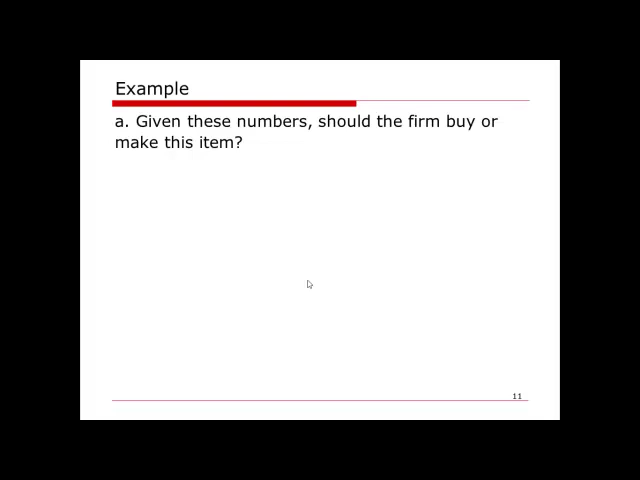 Example
a. Given these numbers, should the firm buy or
make this item?
11